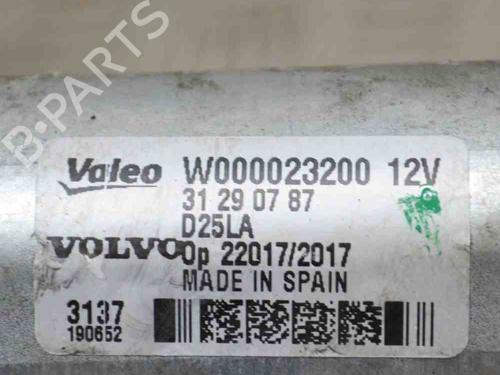 B-PARTS
Valeo W000023200 12V
31 29 07 87
D25LA
VOLVO Op 22017/2017
MADE IN SPAIN
3137
190652